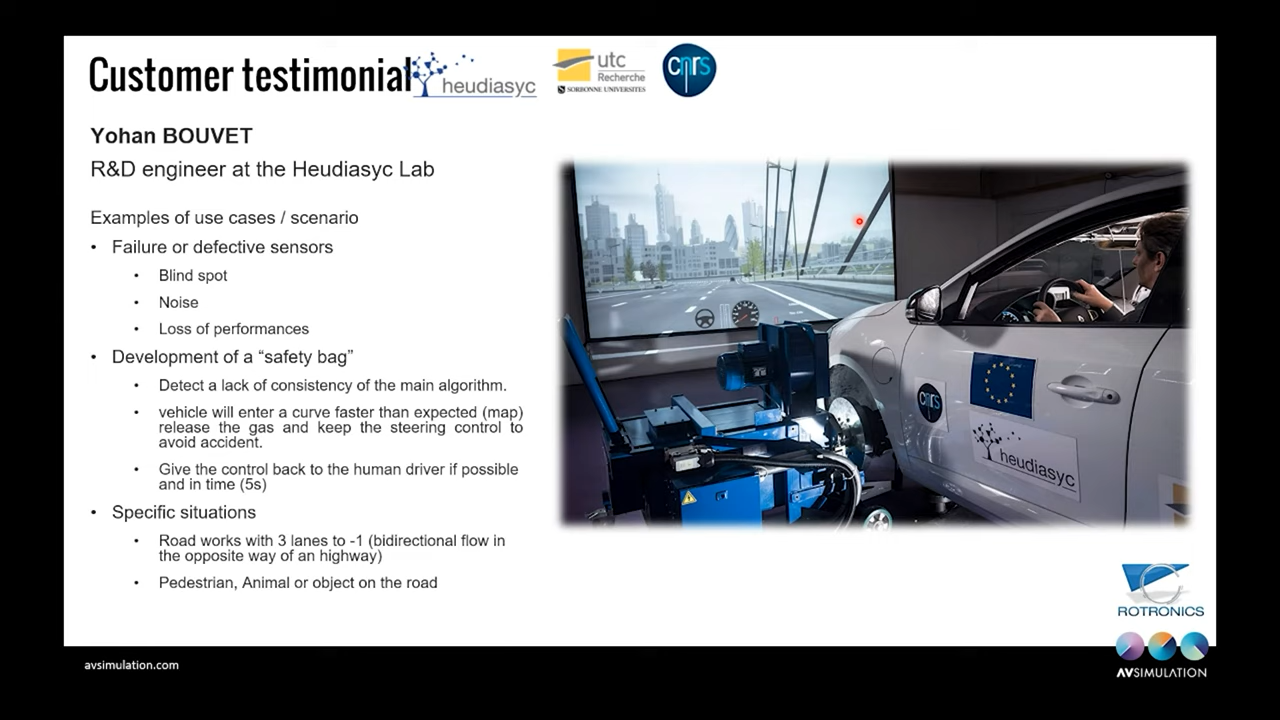 Customer testimonial
heudiasyc
utc
Recherche
SORBONNE UNIVERSITES
cnrs
Yohan BOUVET
R&D engineer at the Heudiasyc Lab
Examples of use cases / scenario
• Failure or defective sensors
• Blind spot
• Noise
• Loss of performances
• Development of a “safety bag”
• Detect a lack of consistency of the main algorithm.
• vehicle will enter a curve faster than expected (map)
release the gas and keep the steering control to
avoid accident.
• Give the control back to the human driver if possible
and in time (5s)
• Specific situations
• Road works with 3 lanes to -1 (bidirectional flow in
the opposite way of an highway)
• Pedestrian, Animal or object on the road
cnrs
heudiasyc
ROTRONICS
AVSIMULATION
avsimulation.com